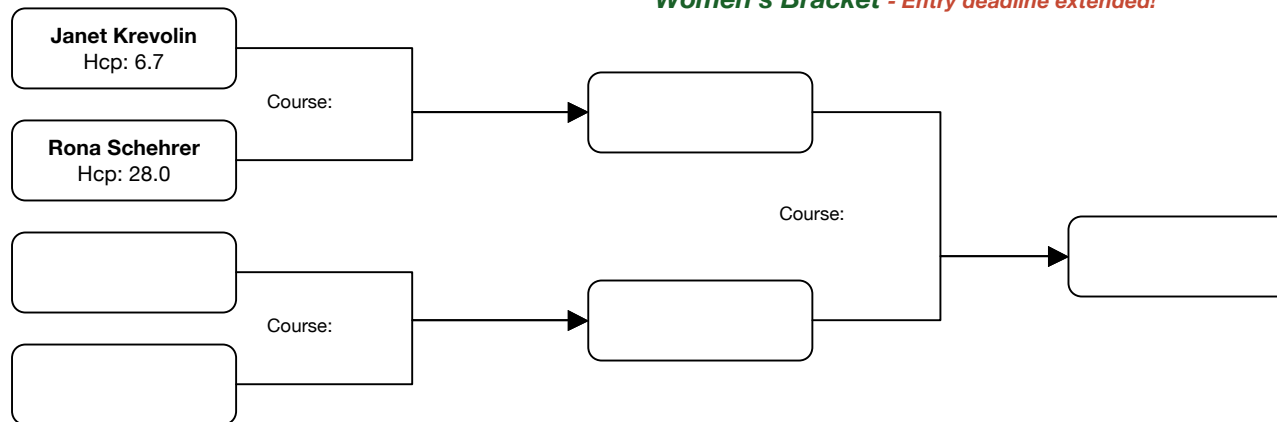 Women's Bracket - Entry deadline extended!
Janet Krevolin
Hcp: 6.7
Course:
Rona Schehrer
Hcp: 28.0
Course:
Course: